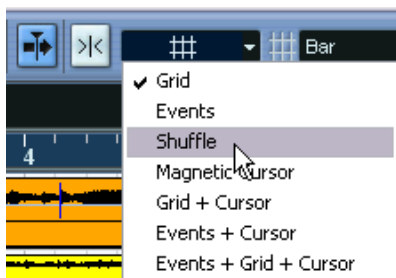 Bar
Grid
Events
Shuffle
4
Magnetic Cursor
Grid + Cursor
Events + Cursor
Events + Grid + Cursor